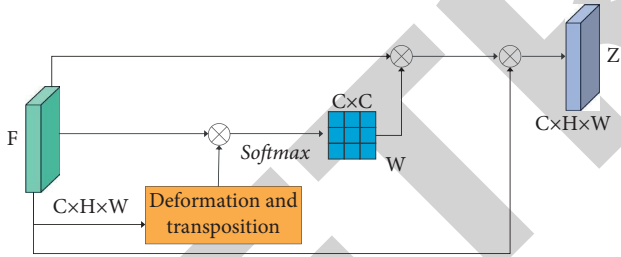 Z
C×C
F
C×H×W
Softmax
W
C×H×W
Deformation and
transposition